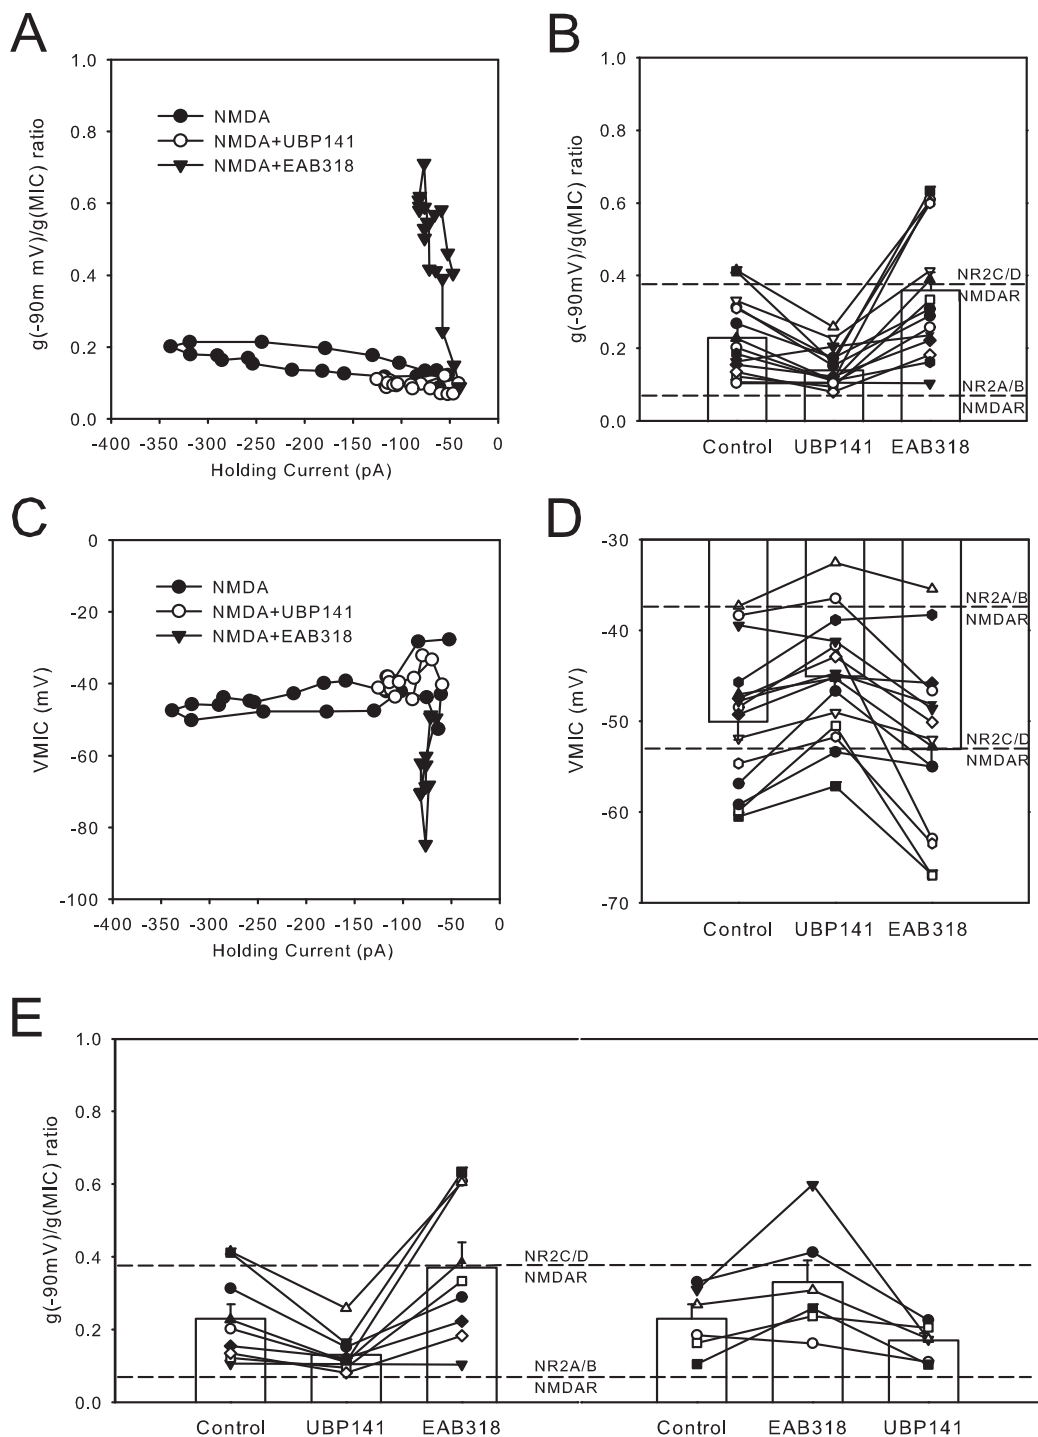 A
g(-90m mV)/g(MIC) ratio
1.0
0.8
0.6
0.4
0.2
0.0
NMDA
NMDA+UBP141
NMDA+EAB318
-400 -350 -300 -250 -200 -150 -100 -50 0
Holding Current (pA)
B
g(-90mV)/g(MIC) ratio
1.0
0.8
0.6
0.4
0.2
0.0
NR2C/D
NMDAR
NR2A/B
NMDAR
Control UBP141 EAB318
C
VMIC (mV)
0
-20
-40
-60
-80
-100
NMDA
NMDA+UBP141
NMDA+EAB318
-400 -350 -300 -250 -200 -150 -100 -50 0
Holding Current (pA)
D
VMIC (mV)
-30
-40
-50
-60
-70
NR2A/B
NMDAR
NR2C/D
NMDAR
Control UBP141 EAB318
E
g(-90mV)/g(MIC) ratio
1.0
0.8
0.6
0.4
0.2
0.0
NR2C/D
NMDAR
NR2A/B
NMDAR
Control UBP141 EAB318 Control EAB318 UBP141